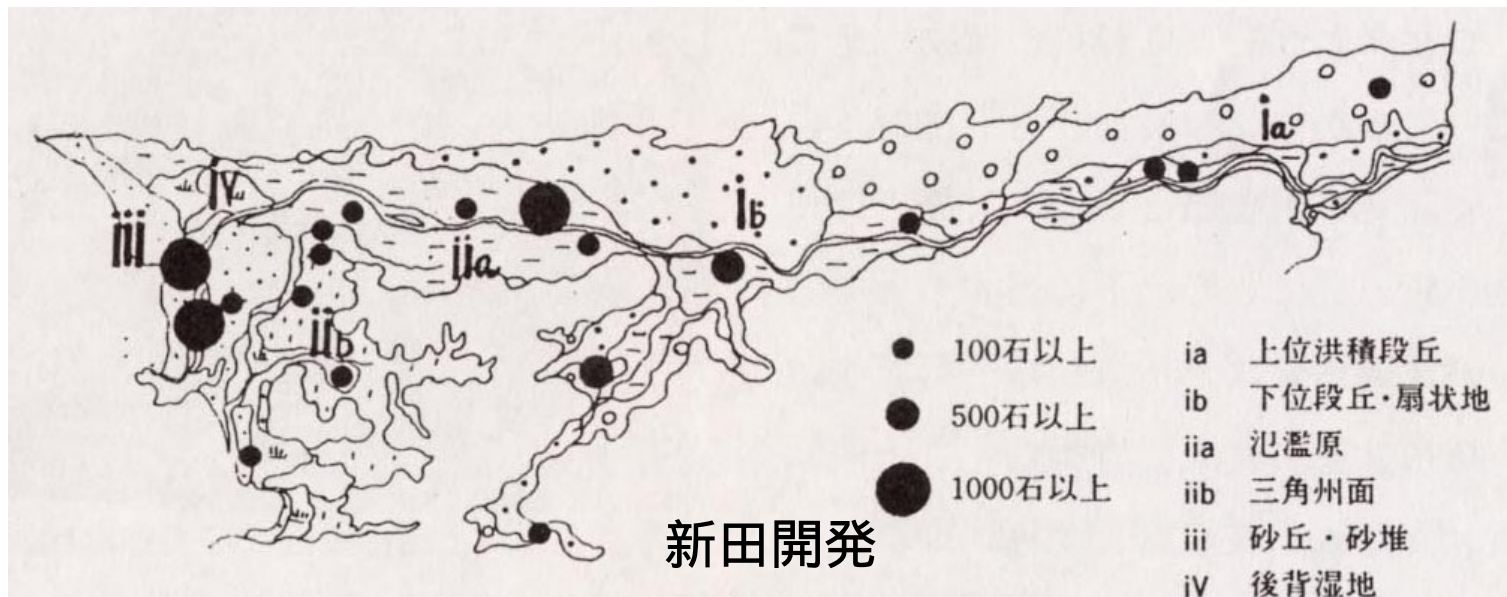 ia
iV
ib
iii
iia
iib
100石以上
500石以上
1000石以上
ia 上位洪積段丘
ib 下位段丘・扇状地
iia 氾濫原
iib 三角州面
iii 砂丘・砂堆
iV 後背湿地
新田開発